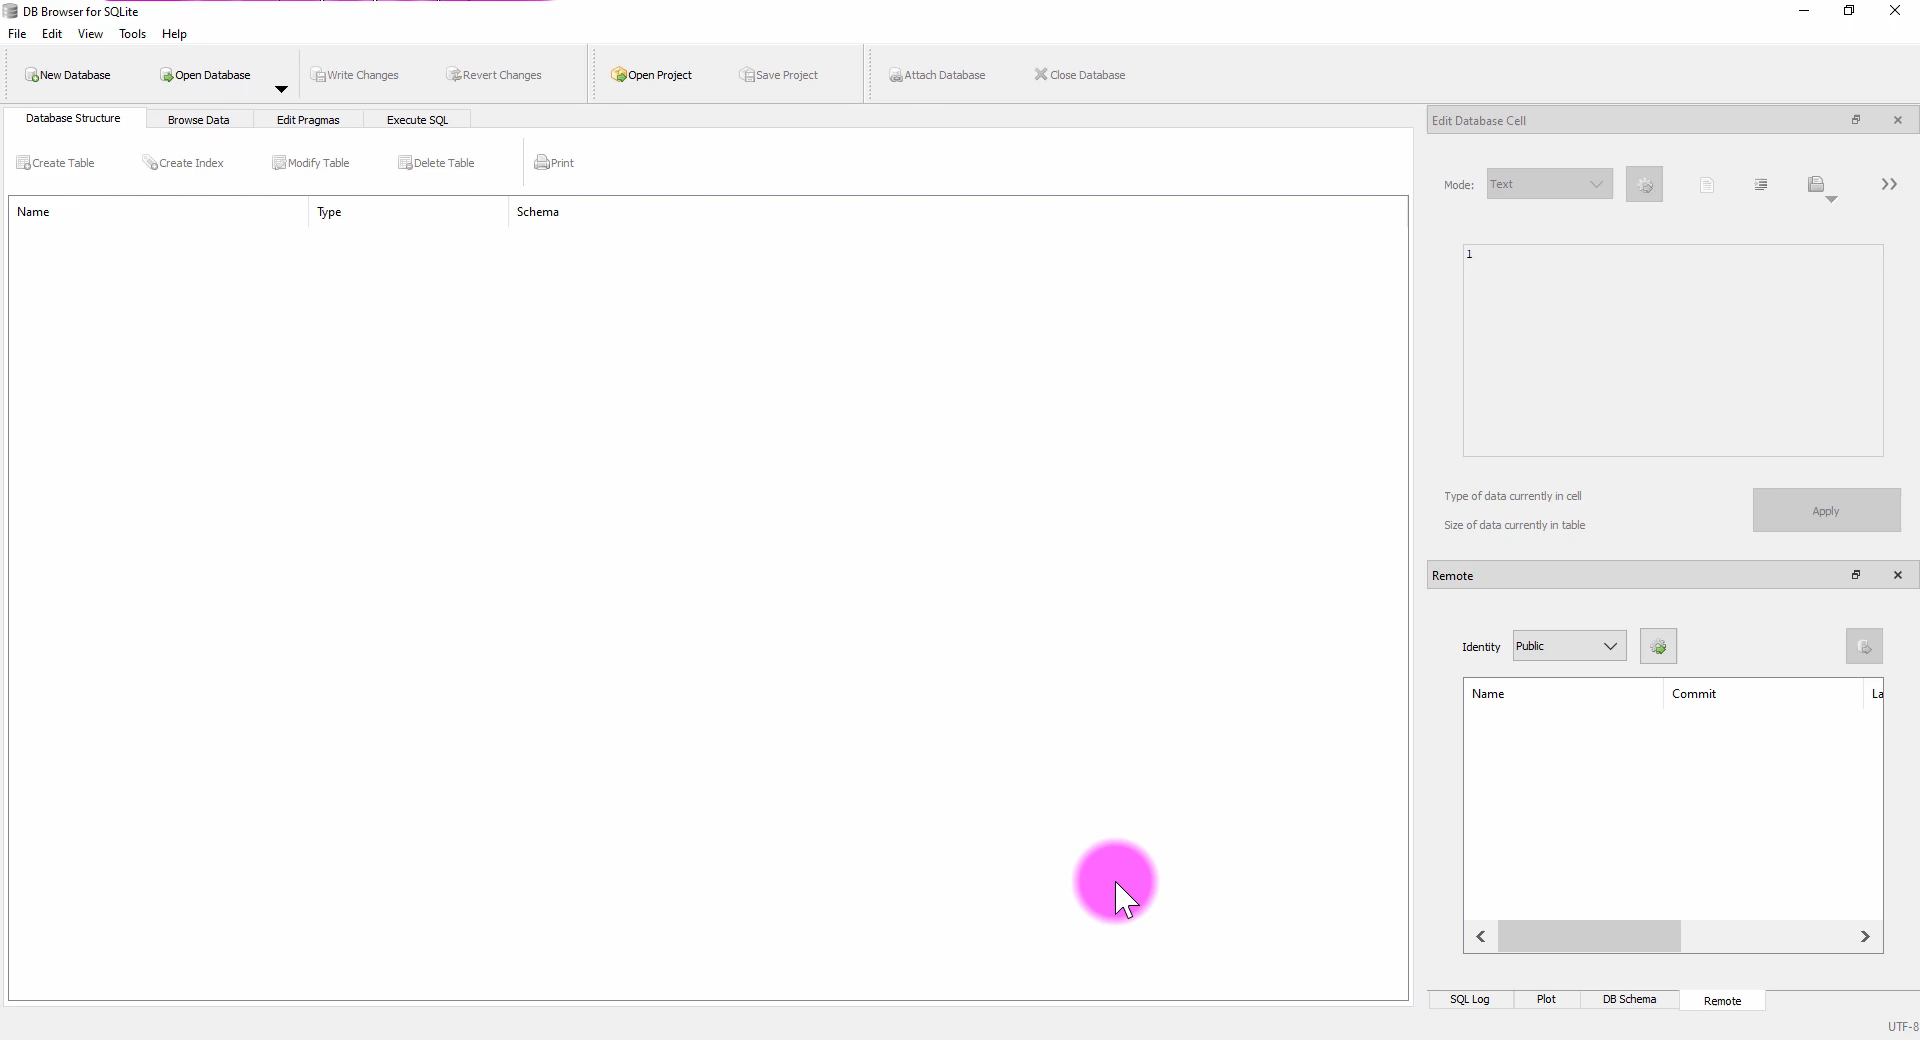 DB Browser for SQLite
File Edit View Tools Help
New Database Open Database Write Changes Revert Changes Open Project Save Project Attach Database Close Database
Database Structure Browse Data Edit Pragmas Execute SQL
Create Table Create Index Modify Table Delete Table Print
Name Type Schema
Edit Database Cell
Mode: Text
1
Type of data currently in cell
Size of data currently in table
Apply
Remote
Identity Public
Name Commit La
SQL Log Plot DB Schema Remote
UTF-8